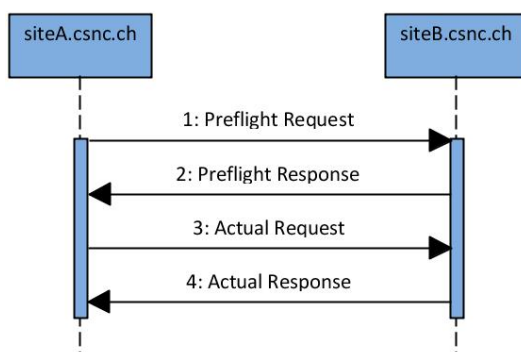 siteA.csnc.ch
siteB.csnc.ch
1: Preflight Request
2: Preflight Response
3: Actual Request
4: Actual Response